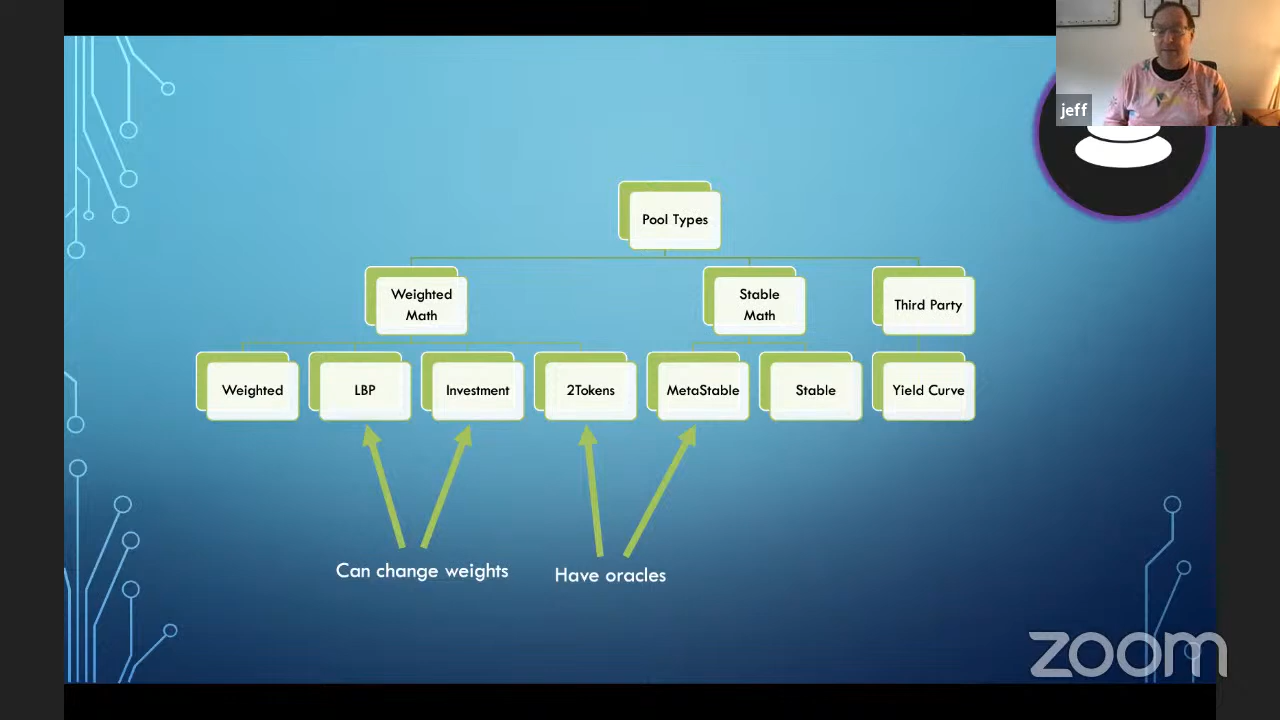 jeff
Pool Types
Weighted
Math
Stable
Math
Third Party
Weighted
LBP
Investment
2Tokens
MetaStable
Stable
Yield Curve
Can change weights
Have oracles
zoom